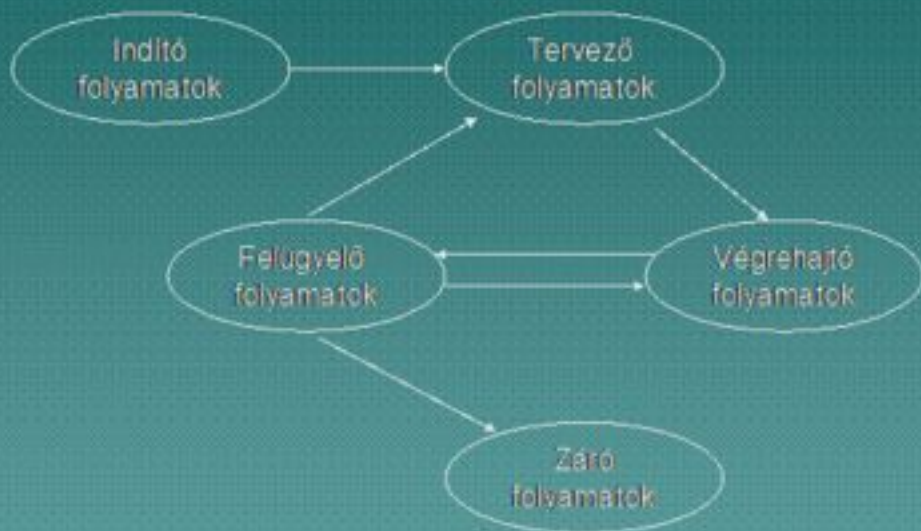 Indító
folyamatok
Tervező
folyamatok
Felügyelő
folyamatok
Végrehajtó
folyamatok
Záró
folyamatok